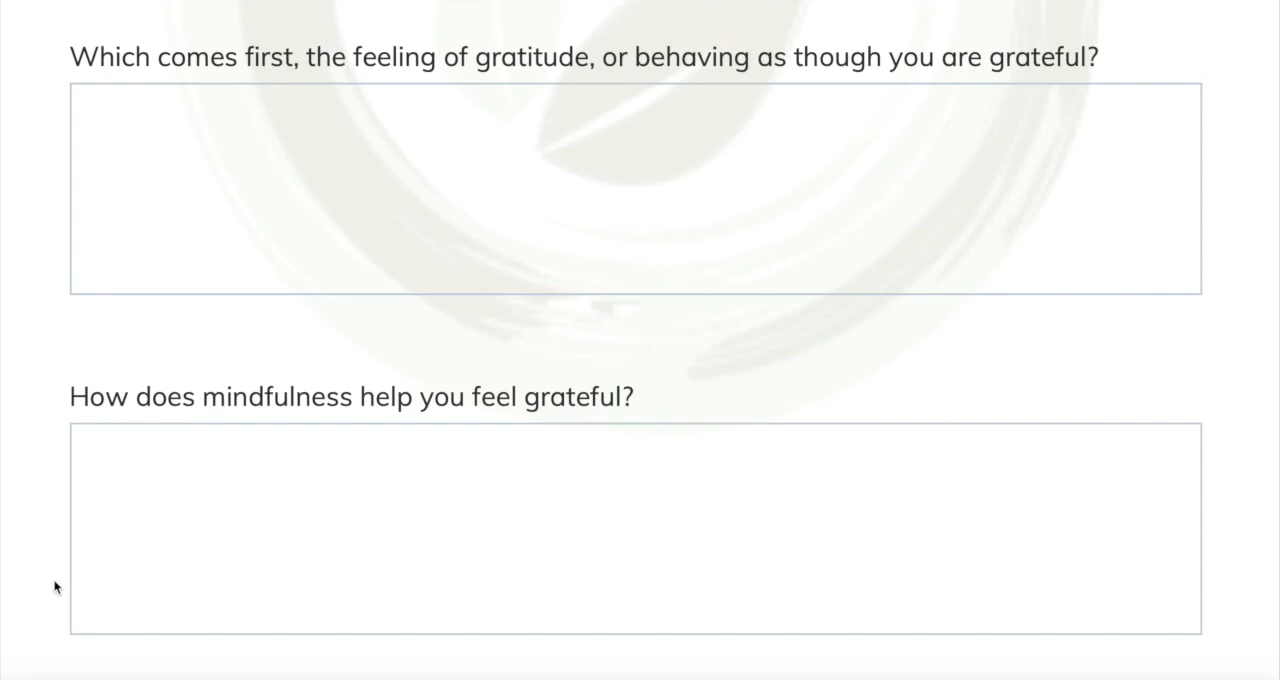 Which comes first, the feeling of gratitude, or behaving as though you are grateful?
How does mindfulness help you feel grateful?